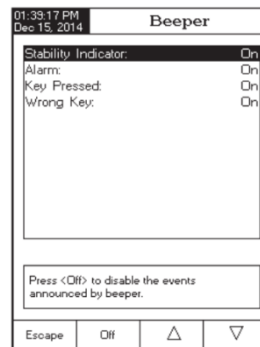 01:39:17 PM
Dec 15, 2014
Beeper
Stability Indicator: On
Alarm: On
Key Pressed: On
Wrong Key: On
Press <Off> to disable the events
announced by beeper.
Escape Off △ ▽